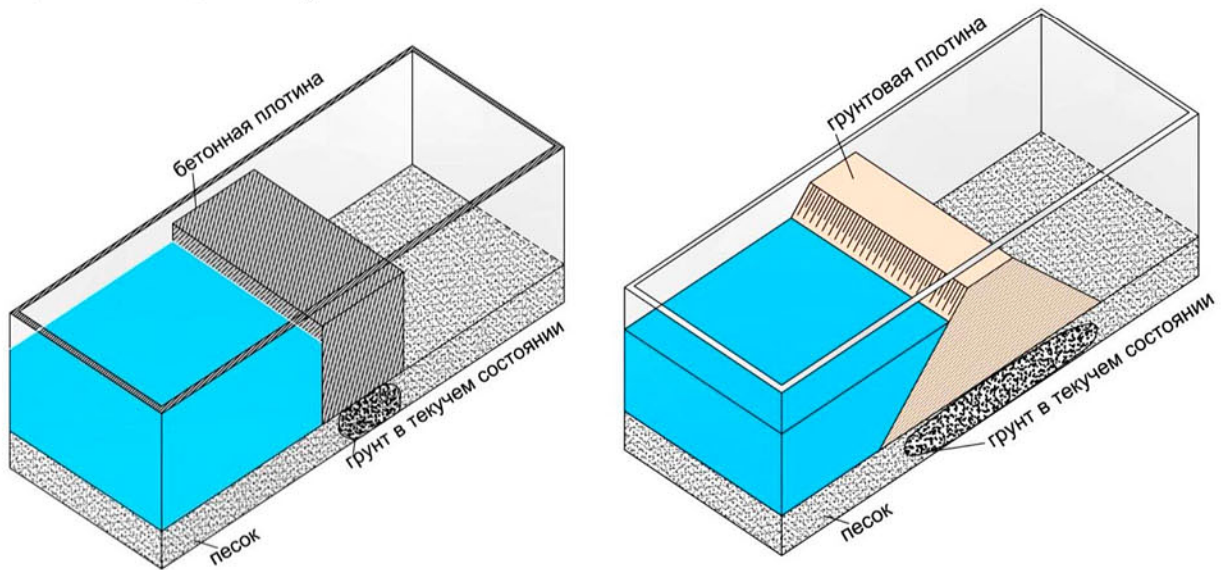 бетонная плотина
грунт в текучем состоянии
песок
грунтовая плотина
грунт в текучем состоянии
песок